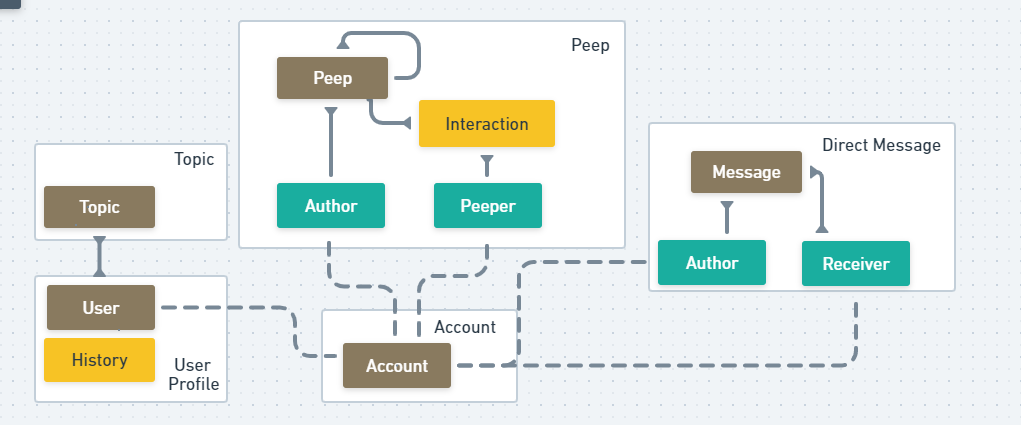 Peep
Peep
Interaction
Author
Peeper
Direct Message
Message
Author
Receiver
Topic
Topic
User
History
User
Profile
Account
Account